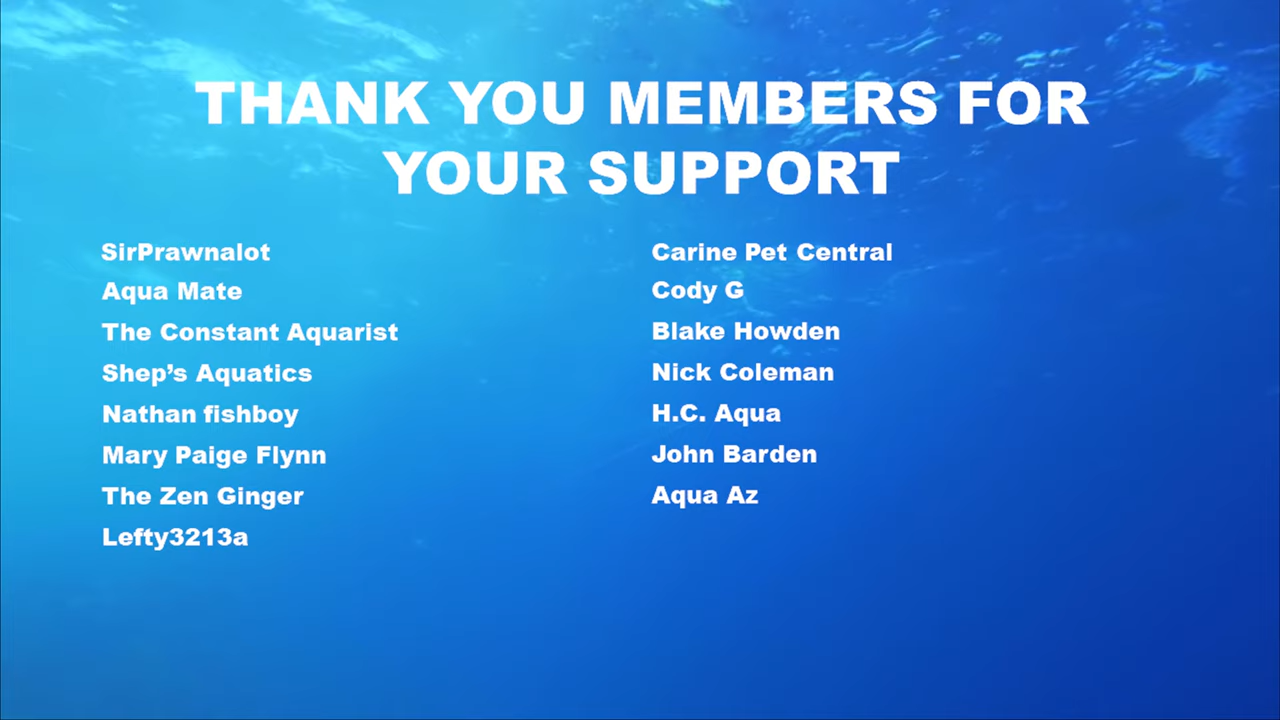 THANK YOU MEMBERS FOR
YOUR SUPPORT
SirPrawnalot
Aqua Mate
The Constant Aquarist
Shep’s Aquatics
Nathan fishboy
Mary Paige Flynn
The Zen Ginger
Lefty3213a
Carine Pet Central
Cody G
Blake Howden
Nick Coleman
H.C. Aqua
John Barden
Aqua Az